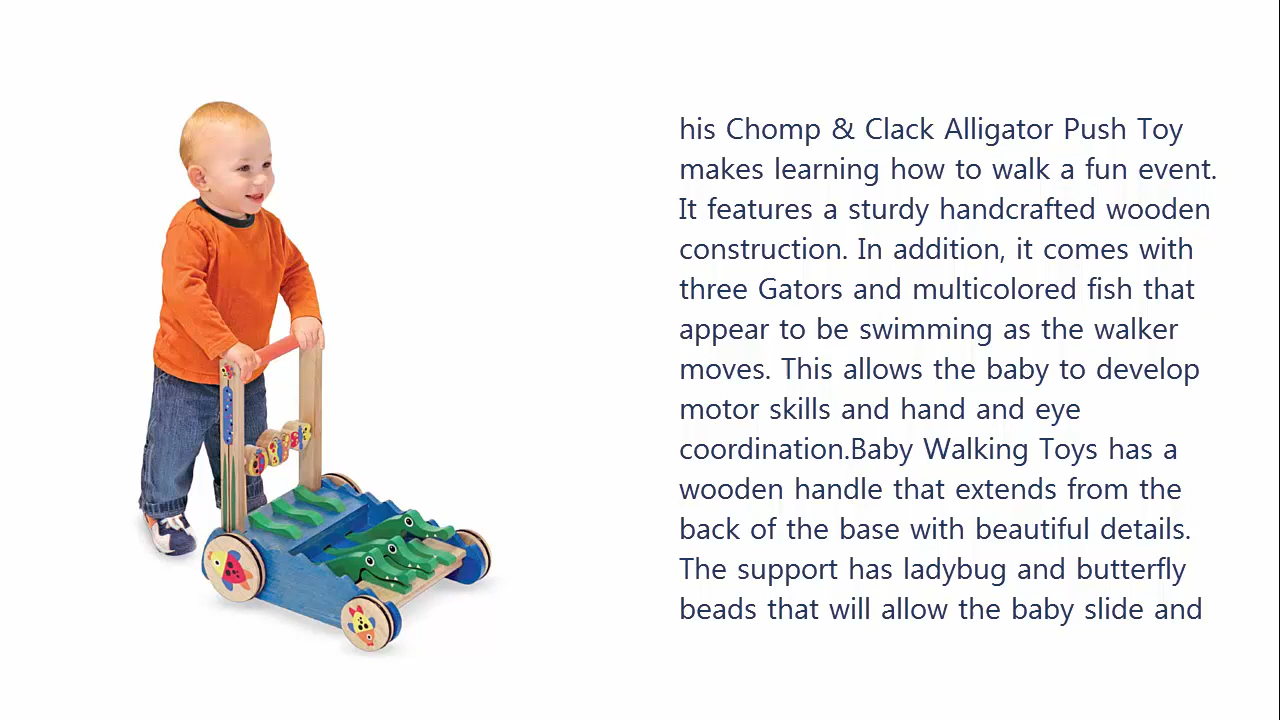 his Chomp & Clack Alligator Push Toy
makes learning how to walk a fun event.
It features a sturdy handcrafted wooden
construction. In addition, it comes with
three Gators and multicolored fish that
appear to be swimming as the walker
moves. This allows the baby to develop
motor skills and hand and eye
coordination.Baby Walking Toys has a
wooden handle that extends from the
back of the base with beautiful details.
The support has ladybug and butterfly
beads that will allow the baby slide and